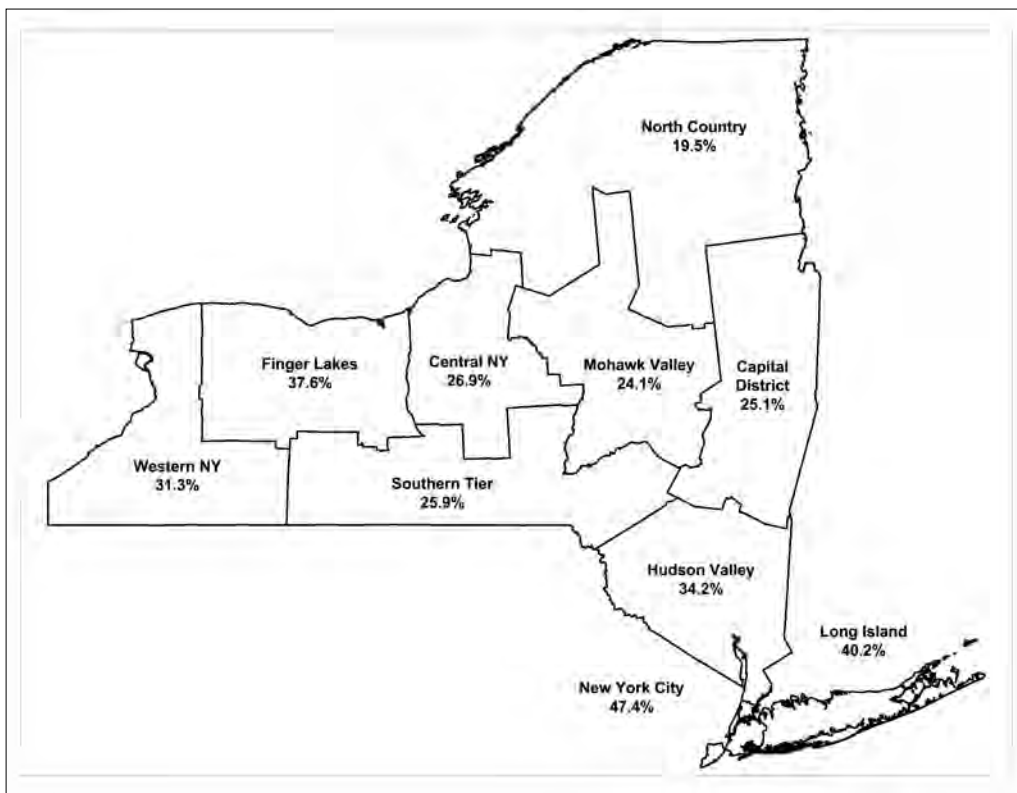 North Country
19.5%
Finger Lakes
37.6%
Central NY
26.9%
Mohawk Valley
24.1%
Capital
District
25.1%
Western NY
31.3%
Southern Tier
25.9%
Hudson Valley
34.2%
Long Island
40.2%
New York City
47.4%